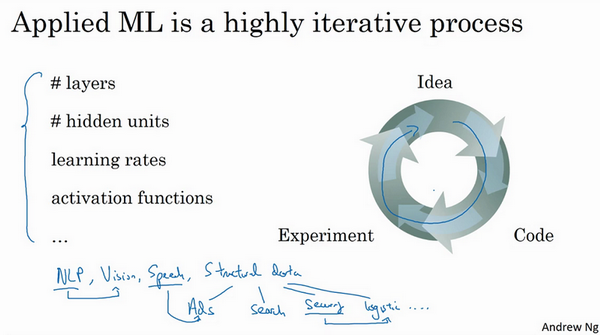 Applied ML is a highly iterative process
# layers
# hidden units
learning rates
activation functions
...
Idea
Experiment
Code
NLP, Vision, Speech, Structural data
Ads Search Security logistic ....
Andrew Ng